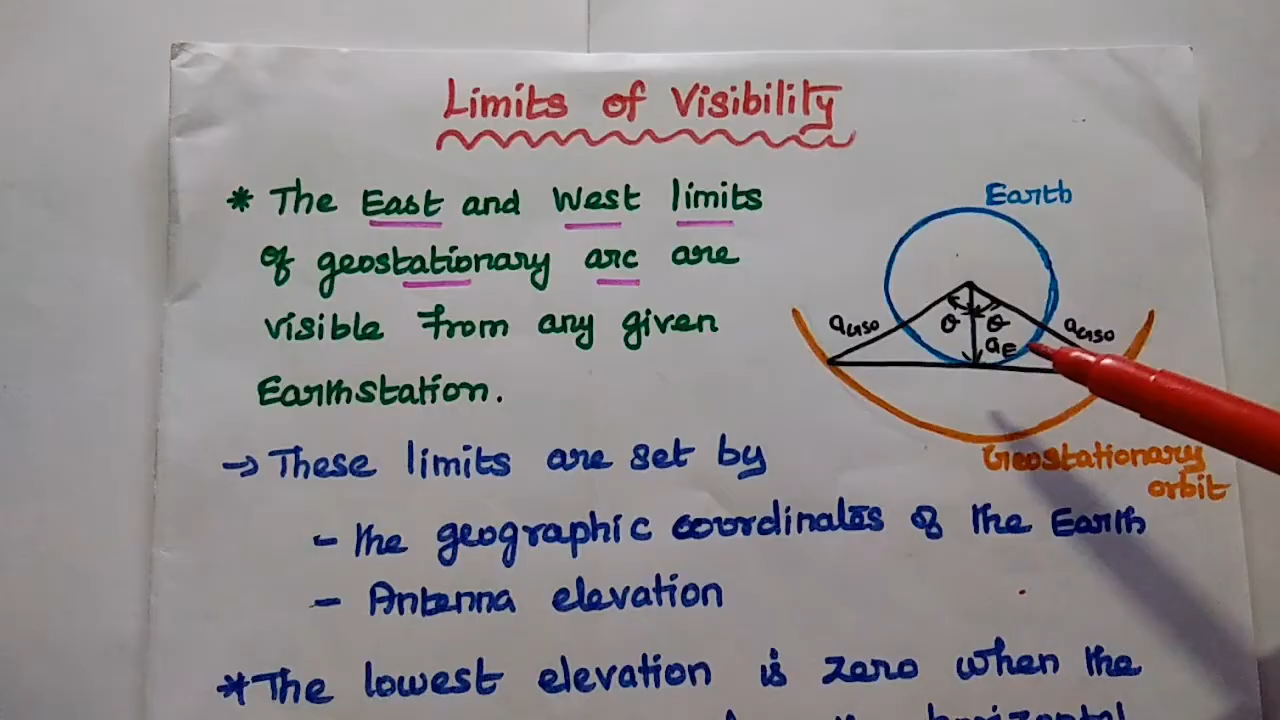 Limits of Visibility
* The East and West limits
of geostationary arc are
visible from any given
Earthstation.
→ These limits are set by
- the geographic coordinates of the Earth
- Antenna elevation
* The lowest elevation is zero when the
horizontal
Earth
aGSO
θ
θ
aE
aGSO
Geostationary
orbit